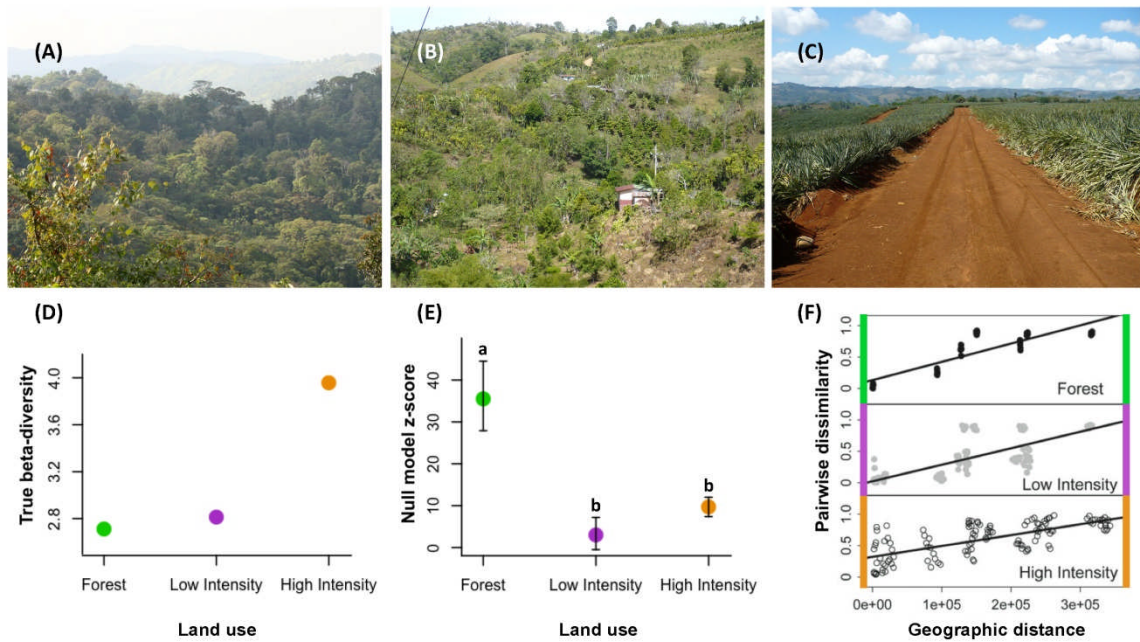 (A)
(B)
(C)
(D)
True beta-diversity
4.0
3.6
3.2
2.8
Forest
Low Intensity
High Intensity
Land use
(E)
Null model z-score
40
30
20
10
0
a
b
b
Forest
Low Intensity
High Intensity
Land use
(F)
Pairwise dissimilarity
1.0
0.5
0
Forest
1.0
0.5
0
Low Intensity
1.0
0.5
0
High Intensity
0e+00
1e+05
2e+05
3e+05
Geographic distance